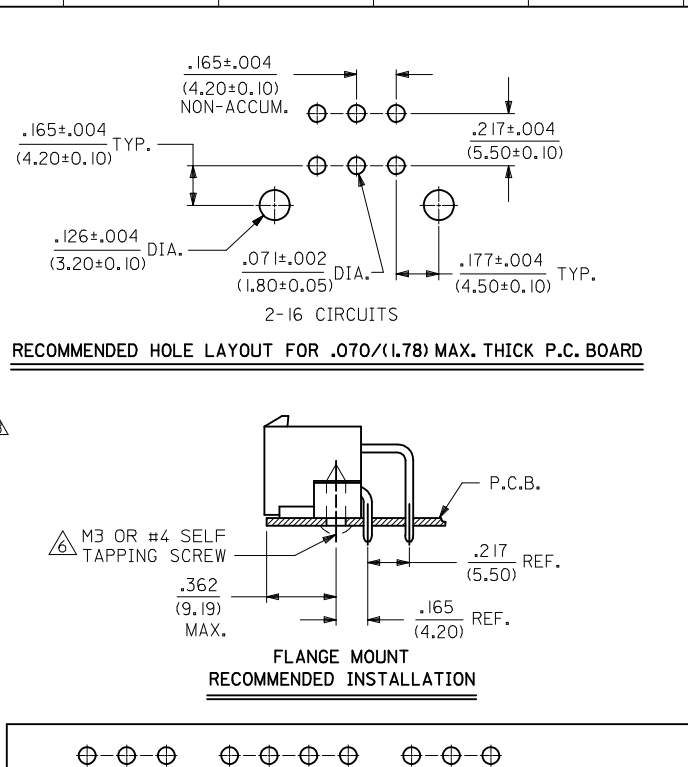 .165±.004
(4.20±0.10)
NON-ACCUM.
.165±.004
(4.20±0.10)
TYP.
.217±.004
(5.50±0.10)
.126±.004
(3.20±0.10)
DIA.
.071±.002
(1.80±0.05)
DIA.
.177±.004
(4.50±0.10)
TYP.
2-16 CIRCUITS
RECOMMENDED HOLE LAYOUT FOR .070/(1.78) MAX. THICK P.C. BOARD
P.C.B.
6
M3 OR #4 SELF
TAPPING SCREW
.217
(5.50)
REF.
.362
(9.19)
MAX.
.165
(4.20)
REF.
FLANGE MOUNT
RECOMMENDED INSTALLATION